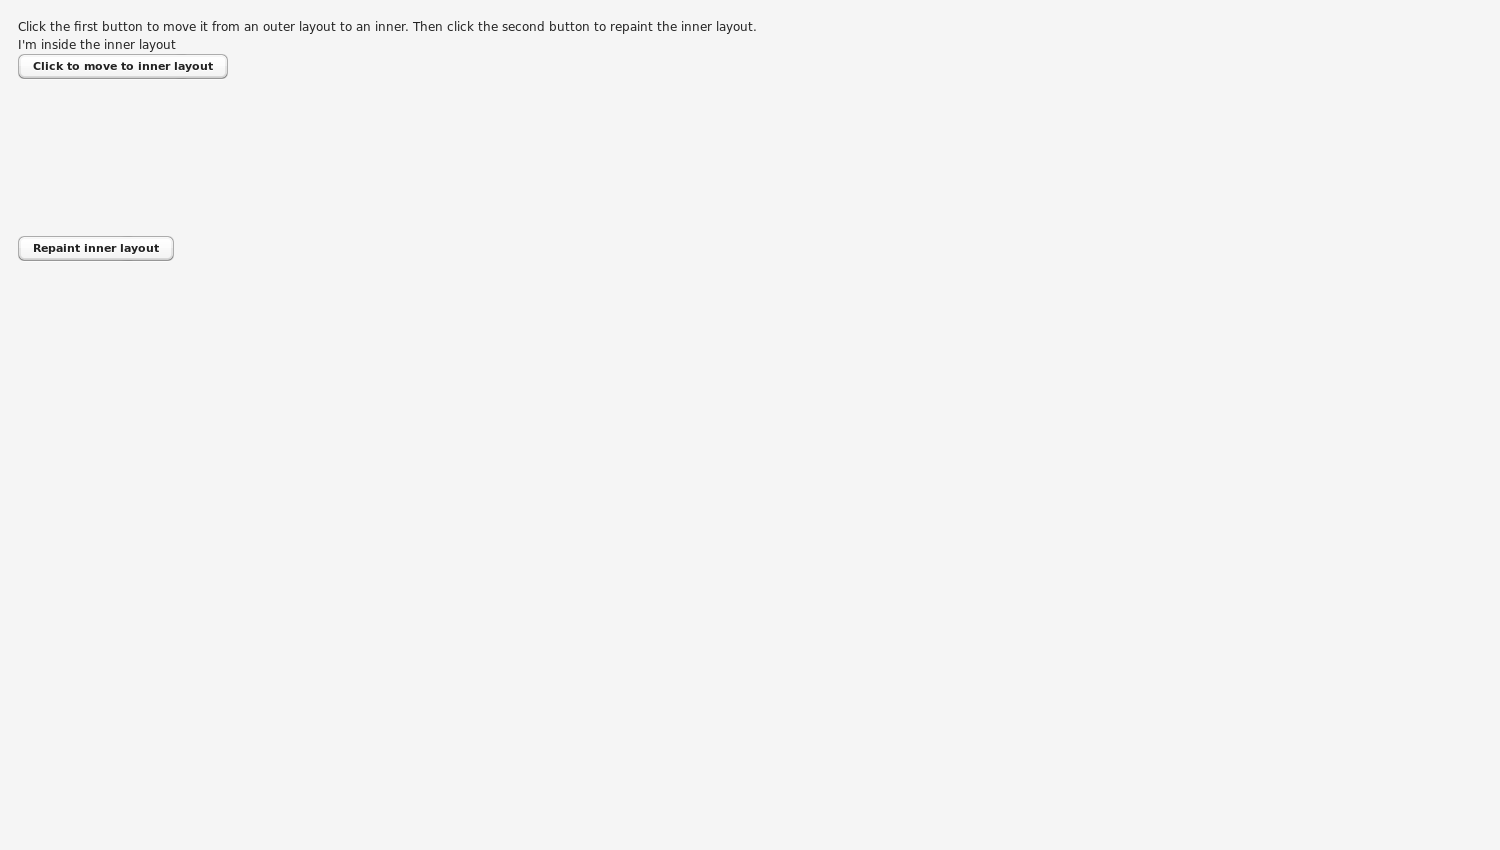 Click the first button to move it from an outer layout to an inner. Then click the second button to repaint the inner layout.
I'm inside the inner layout
Click to move to inner layout
Repaint inner layout